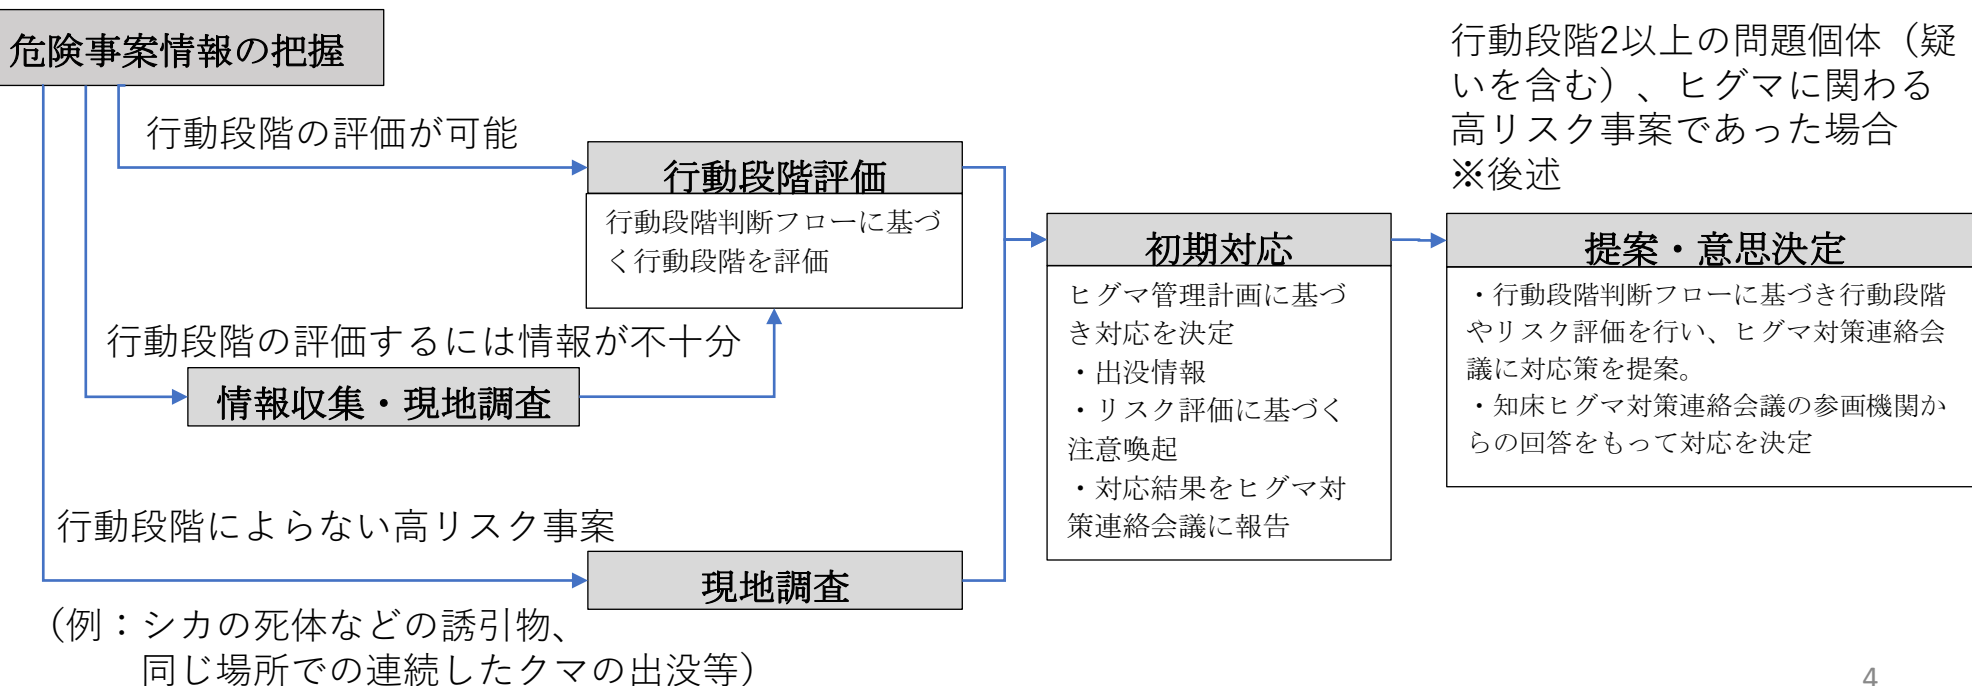 危険事案情報の把握
行動段階の評価が可能
行動段階評価
行動段階判断フローに基づ
く行動段階を評価
行動段階の評価するには情報が不十分
情報収集・現地調査
行動段階によらない高リスク事案
現地調査
（例：シカの死体などの誘引物、
同じ場所での連続したクマの出没等）
初期対応
ヒグマ管理計画に基づ
き対応を決定
・出没情報
・リスク評価に基づく
注意喚起
・対応結果をヒグマ対
策連絡会議に報告
行動段階2以上の問題個体（疑
いを含む）、ヒグマに関わる
高リスク事案であった場合
※後述
提案・意思決定
・行動段階判断フローに基づき行動段階
やリスク評価を行い、ヒグマ対策連絡会
議に対応策を提案。
・知床ヒグマ対策連絡会議の参画機関か
らの回答をもって対応を決定
4